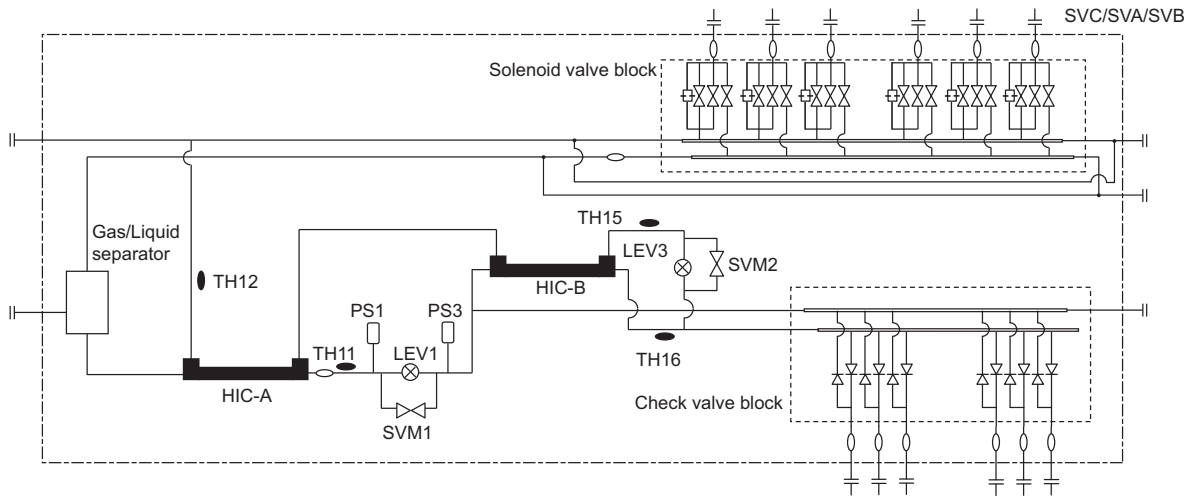 SVC/SVA/SVB
Solenoid valve block
Gas/Liquid
separator
TH12
TH15
LEV3
SVM2
HIC-B
PS1
PS3
TH11
LEV1
TH16
HIC-A
SVM1
Check valve block